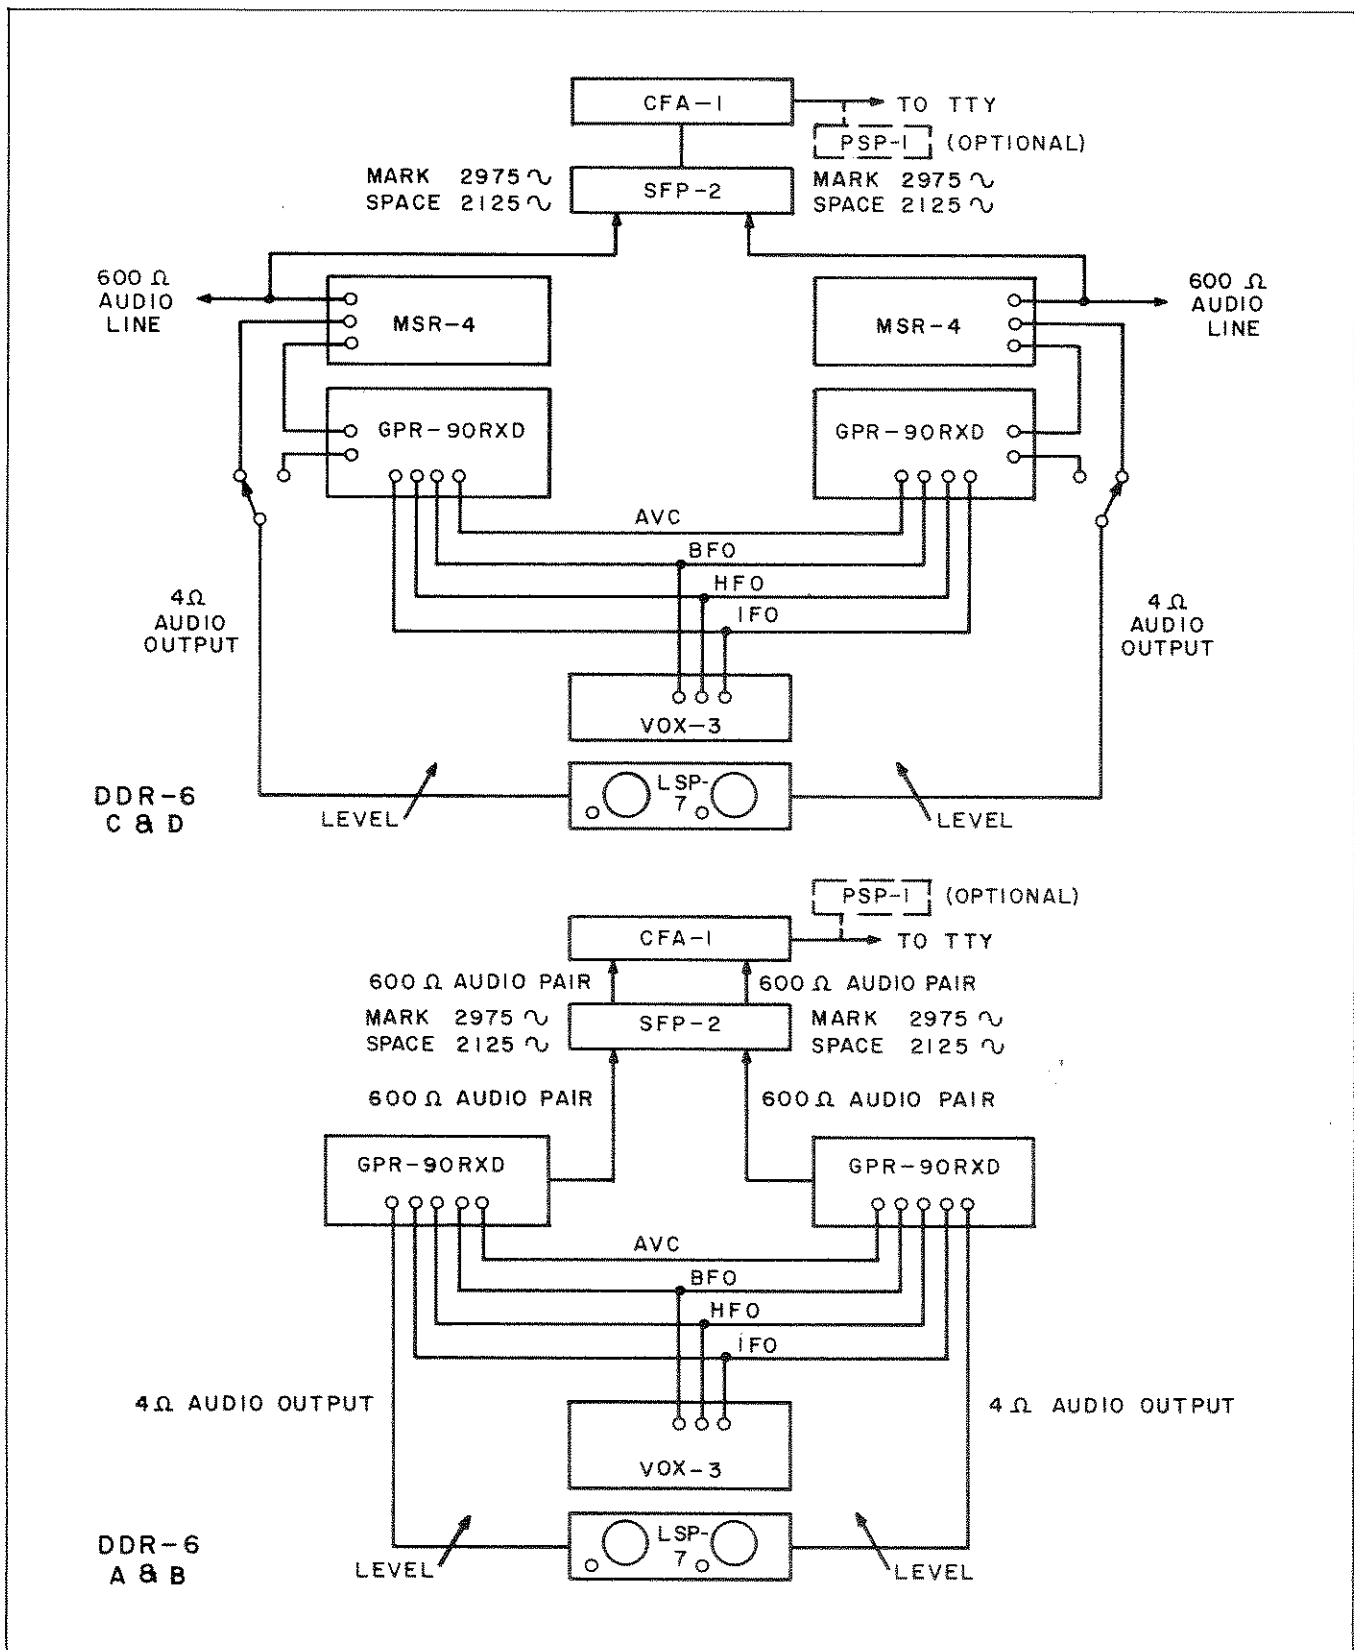 CFA-1
TO TTY
PSP-1 (OPTIONAL)
MARK 2975 ∿
SPACE 2125 ∿
SFP-2
MARK 2975 ∿
SPACE 2125 ∿
600 Ω
AUDIO
LINE
MSR-4
MSR-4
600 Ω
AUDIO
LINE
GPR-90RXD
GPR-90RXD
AVC
BFO
HFO
IFO
4Ω
AUDIO
OUTPUT
4Ω
AUDIO
OUTPUT
VOX-3
DDR-6
C & D
LEVEL
LSP-
7
LEVEL
PSP-1 (OPTIONAL)
CFA-1
TO TTY
600 Ω AUDIO PAIR
600 Ω AUDIO PAIR
MARK 2975 ∿
SPACE 2125 ∿
SFP-2
MARK 2975 ∿
SPACE 2125 ∿
600 Ω AUDIO PAIR
600 Ω AUDIO PAIR
GPR-90RXD
GPR-90RXD
AVC
BFO
HFO
IFO
4Ω AUDIO OUTPUT
4Ω AUDIO OUTPUT
VOX-3
DDR-6
A & B
LEVEL
LSP-
7
LEVEL